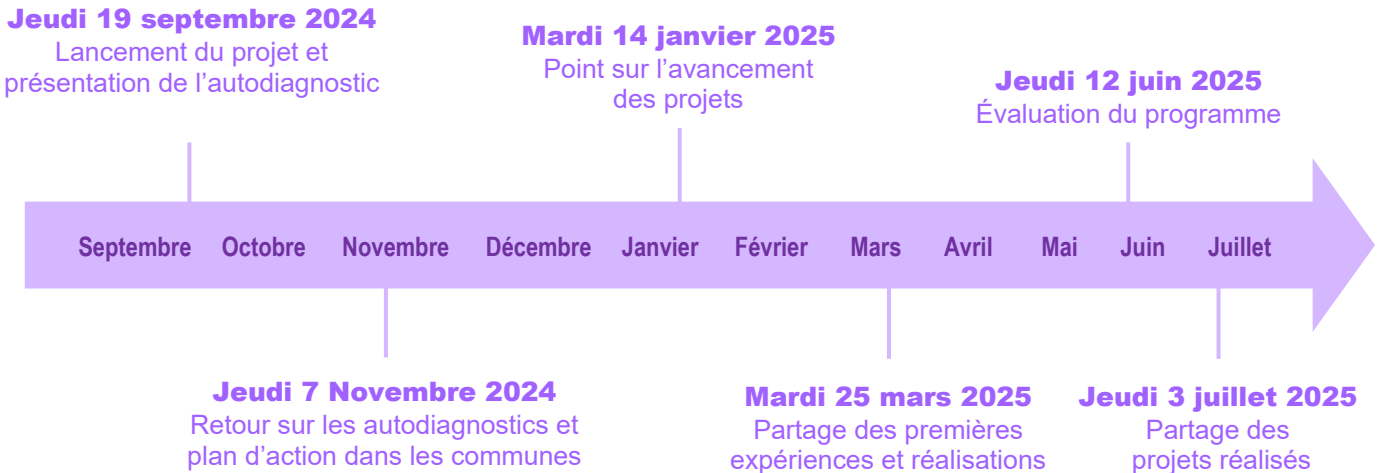 Jeudi 19 septembre 2024
Lancement du projet et
présentation de l’autodiagnostic
Mardi 14 janvier 2025
Point sur l’avancement
des projets
Jeudi 12 juin 2025
Évaluation du programme
Septembre Octobre Novembre Décembre Janvier Février Mars Avril Mai Juin Juillet
Jeudi 7 Novembre 2024
Retour sur les autodiagnostics et
plan d’action dans les communes
Mardi 25 mars 2025
Partage des premières
expériences et réalisations
Jeudi 3 juillet 2025
Partage des
projets réalisés